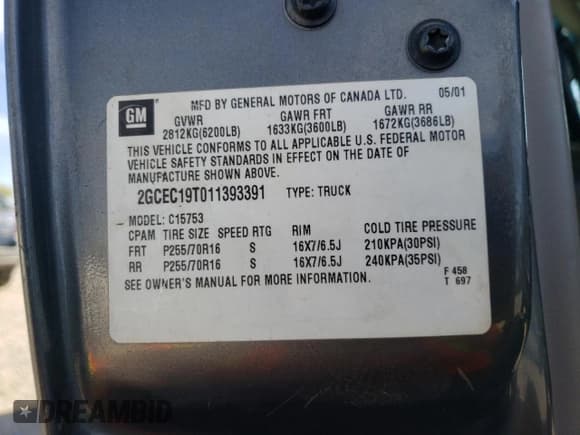 GM
MFD BY GENERAL MOTORS OF CANADA LTD. 05/01
GVWR GAWR FRT GAWR RR
2812KG(6200LB) 1633KG(3600LB) 1672KG(3686LB)
THIS VEHICLE CONFORMS TO ALL APPLICABLE U.S. FEDERAL MOTOR
VEHICLE SAFETY STANDARDS IN EFFECT ON THE DATE OF
MANUFACTURE SHOWN ABOVE.
2GCEC19T011393391 TYPE: TRUCK
MODEL: C15753
CPAM TIRE SIZE SPEED RTG RIM COLD TIRE PRESSURE
FRT P255/70R16 S 16X7/6.5J 210KPA(30PSI)
RR P255/70R16 S 16X7/6.5J 240KPA(35PSI)
SEE OWNER'S MANUAL FOR MORE INFORMATION.
F 458
T 697
DREAMBID